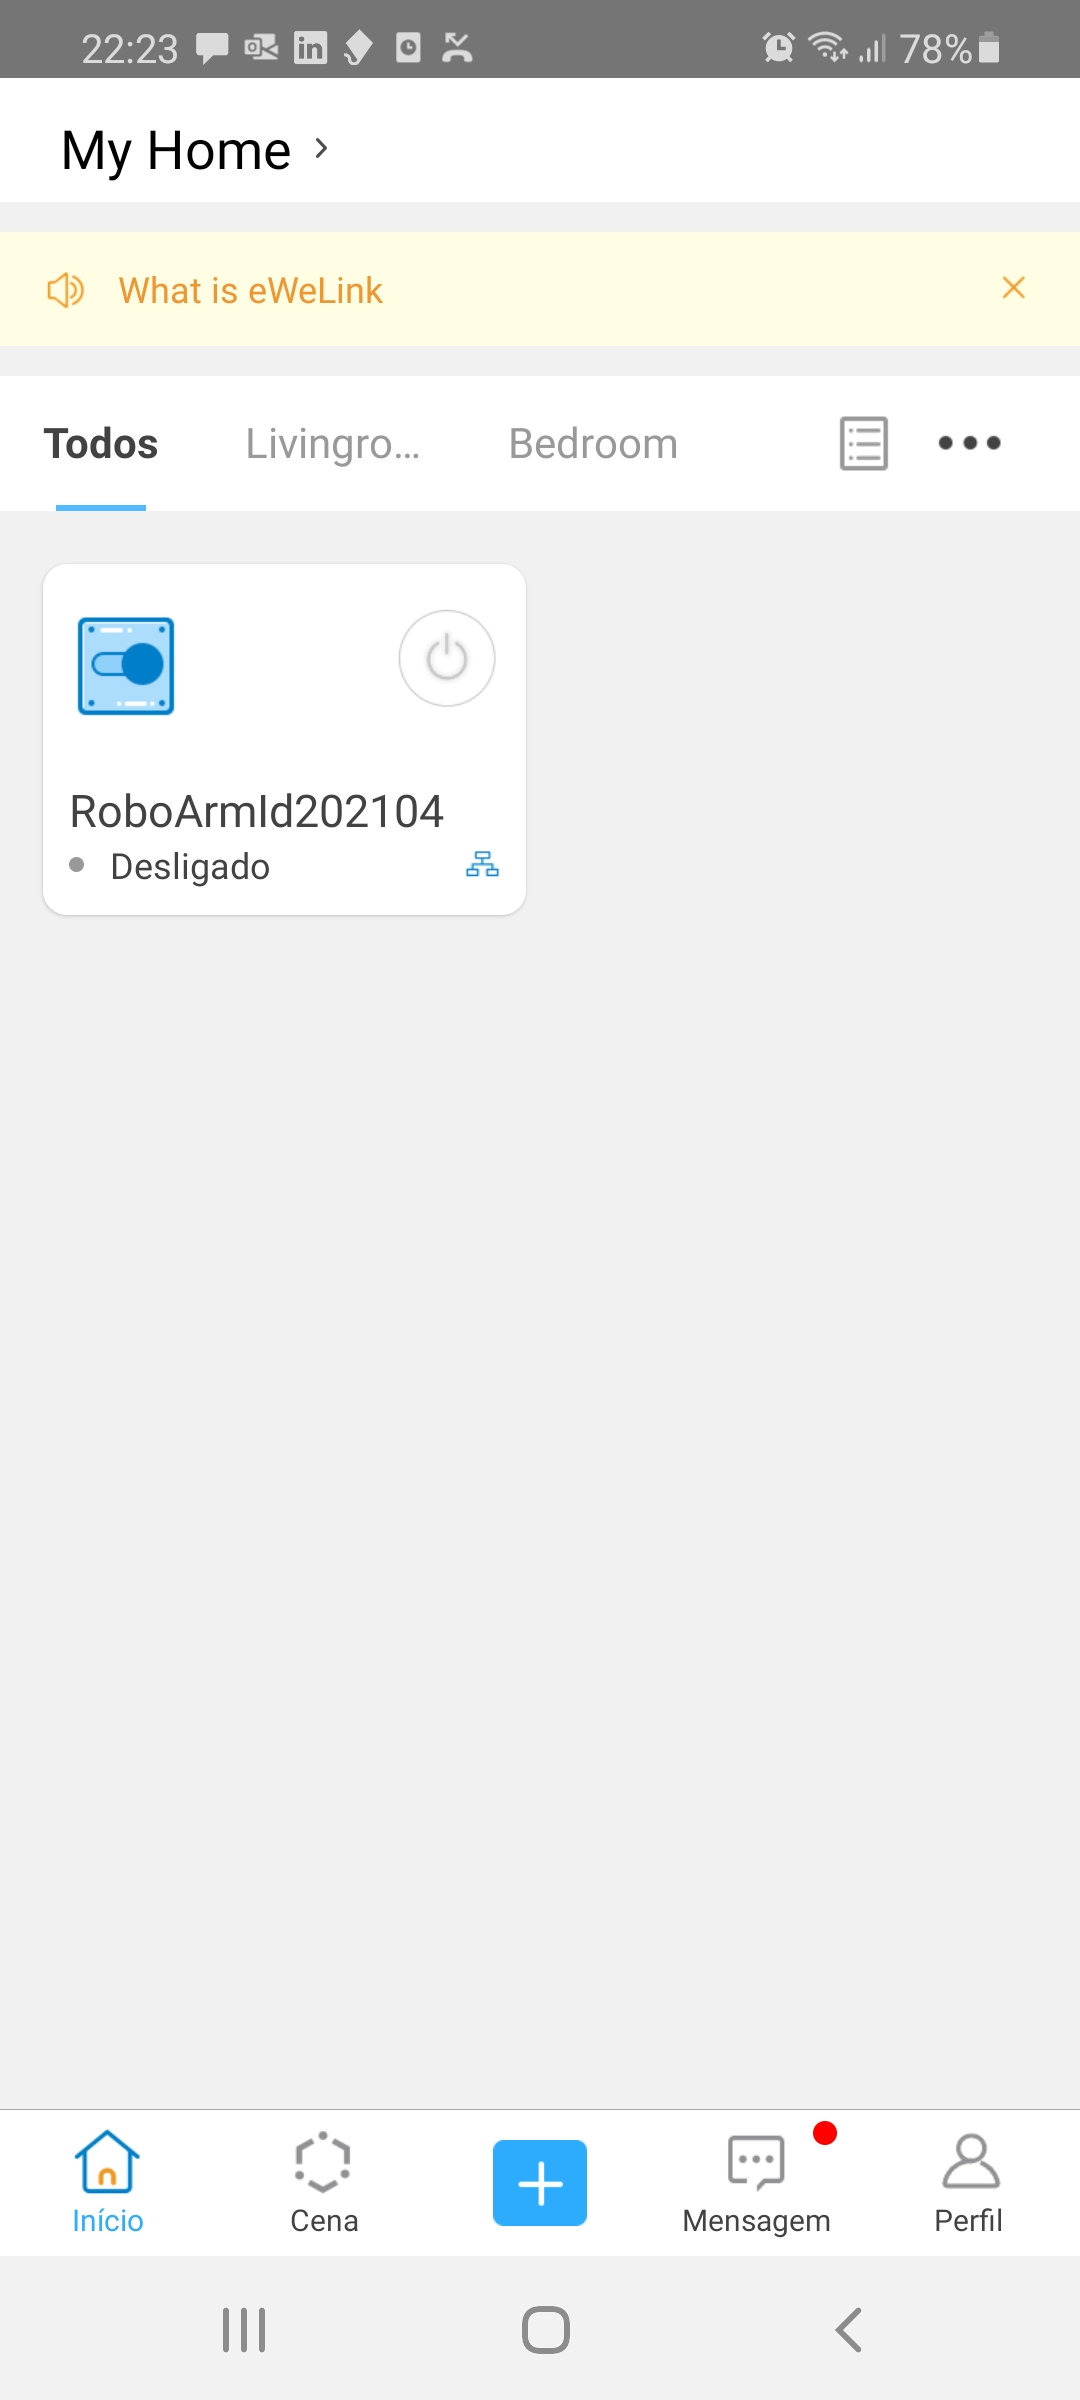 22:23 78%
My Home
What is eWeLink
Todos Livingro... Bedroom
RoboArmId202104
Desligado
Início Cena Mensagem Perfil